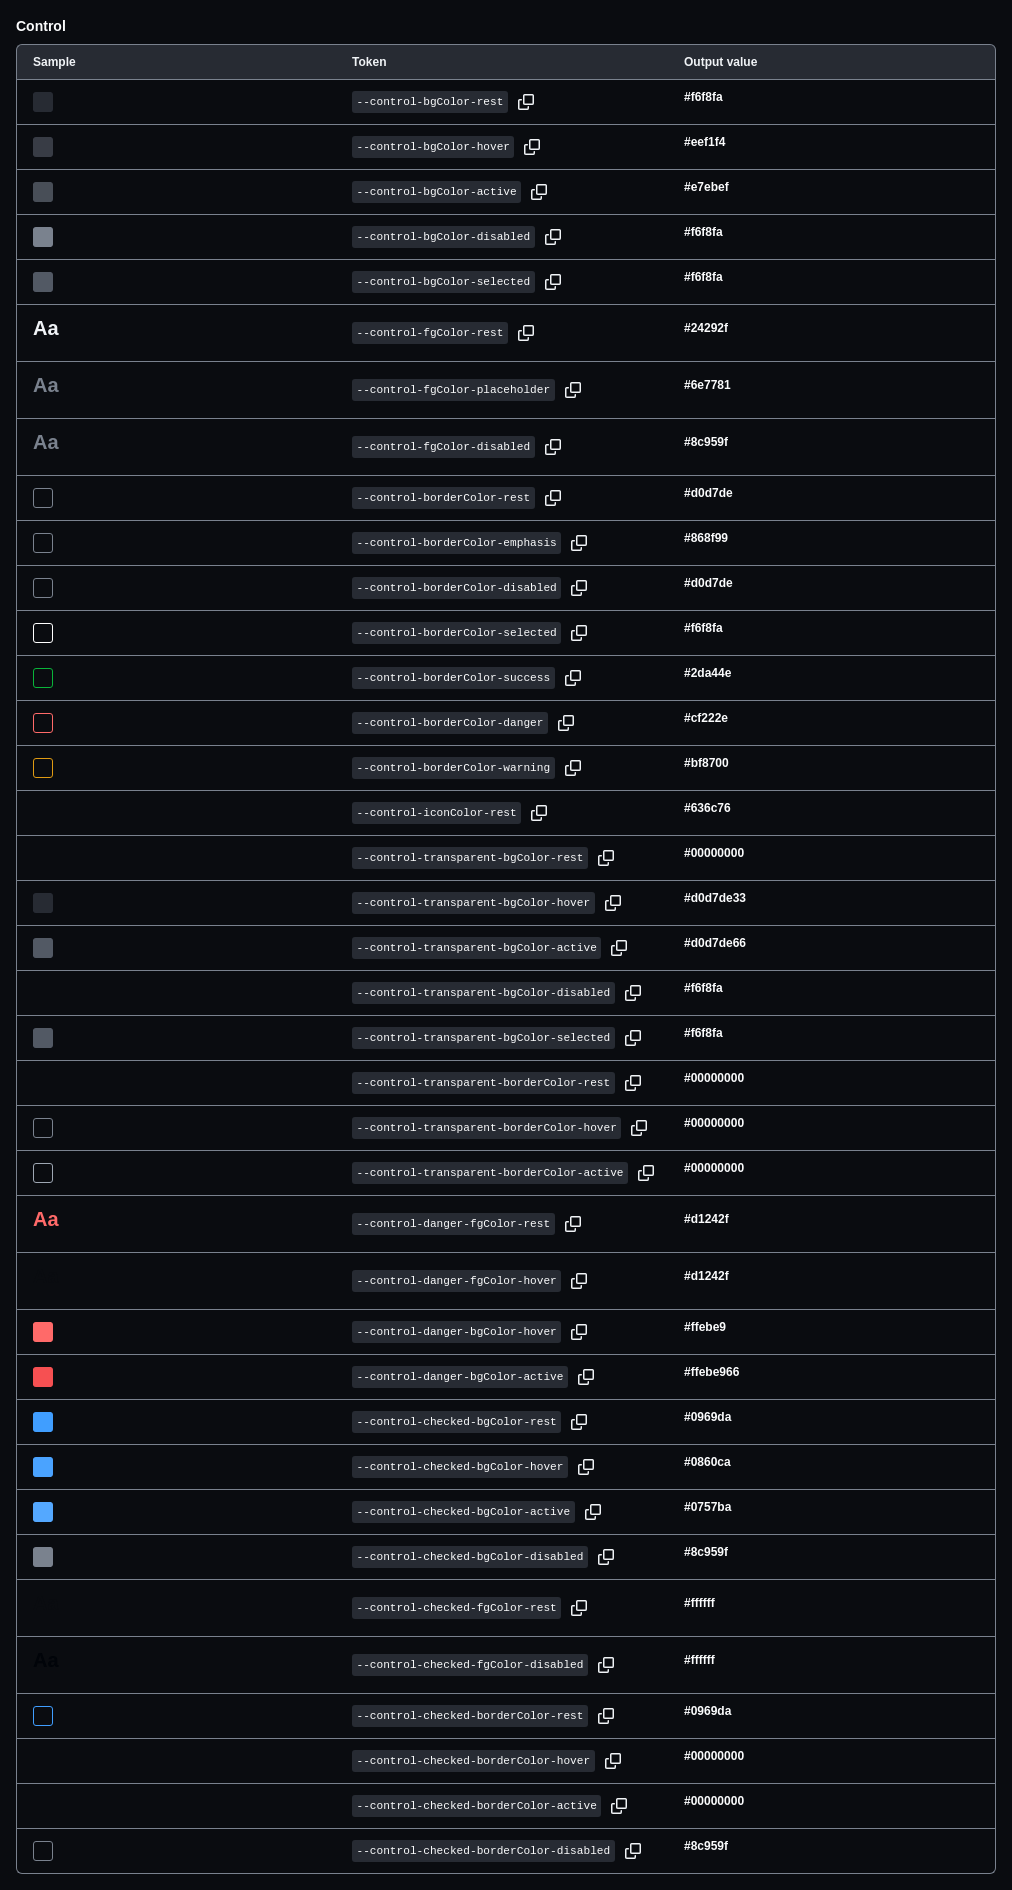 Control
Sample Token Output value
--control-bgColor-rest #f6f8fa
--control-bgColor-hover #eef1f4
--control-bgColor-active #e7ebef
--control-bgColor-disabled #f6f8fa
--control-bgColor-selected #f6f8fa
Aa --control-fgColor-rest #24292f
Aa --control-fgColor-placeholder #6e7781
Aa --control-fgColor-disabled #8c959f
--control-borderColor-rest #d0d7de
--control-borderColor-emphasis #868f99
--control-borderColor-disabled #d0d7de
--control-borderColor-selected #f6f8fa
--control-borderColor-success #2da44e
--control-borderColor-danger #cf222e
--control-borderColor-warning #bf8700
--control-iconColor-rest #636c76
--control-transparent-bgColor-rest #00000000
--control-transparent-bgColor-hover #d0d7de33
--control-transparent-bgColor-active #d0d7de66
--control-transparent-bgColor-disabled #f6f8fa
--control-transparent-bgColor-selected #f6f8fa
--control-transparent-borderColor-rest #00000000
--control-transparent-borderColor-hover #00000000
--control-transparent-borderColor-active #00000000
Aa --control-danger-fgColor-rest #d1242f
--control-danger-fgColor-hover #d1242f
--control-danger-bgColor-hover #ffebe9
--control-danger-bgColor-active #ffebe966
--control-checked-bgColor-rest #0969da
--control-checked-bgColor-hover #0860ca
--control-checked-bgColor-active #0757ba
--control-checked-bgColor-disabled #8c959f
--control-checked-fgColor-rest #ffffff
Aa --control-checked-fgColor-disabled #ffffff
--control-checked-borderColor-rest #0969da
--control-checked-borderColor-hover #00000000
--control-checked-borderColor-active #00000000
--control-checked-borderColor-disabled #8c959f